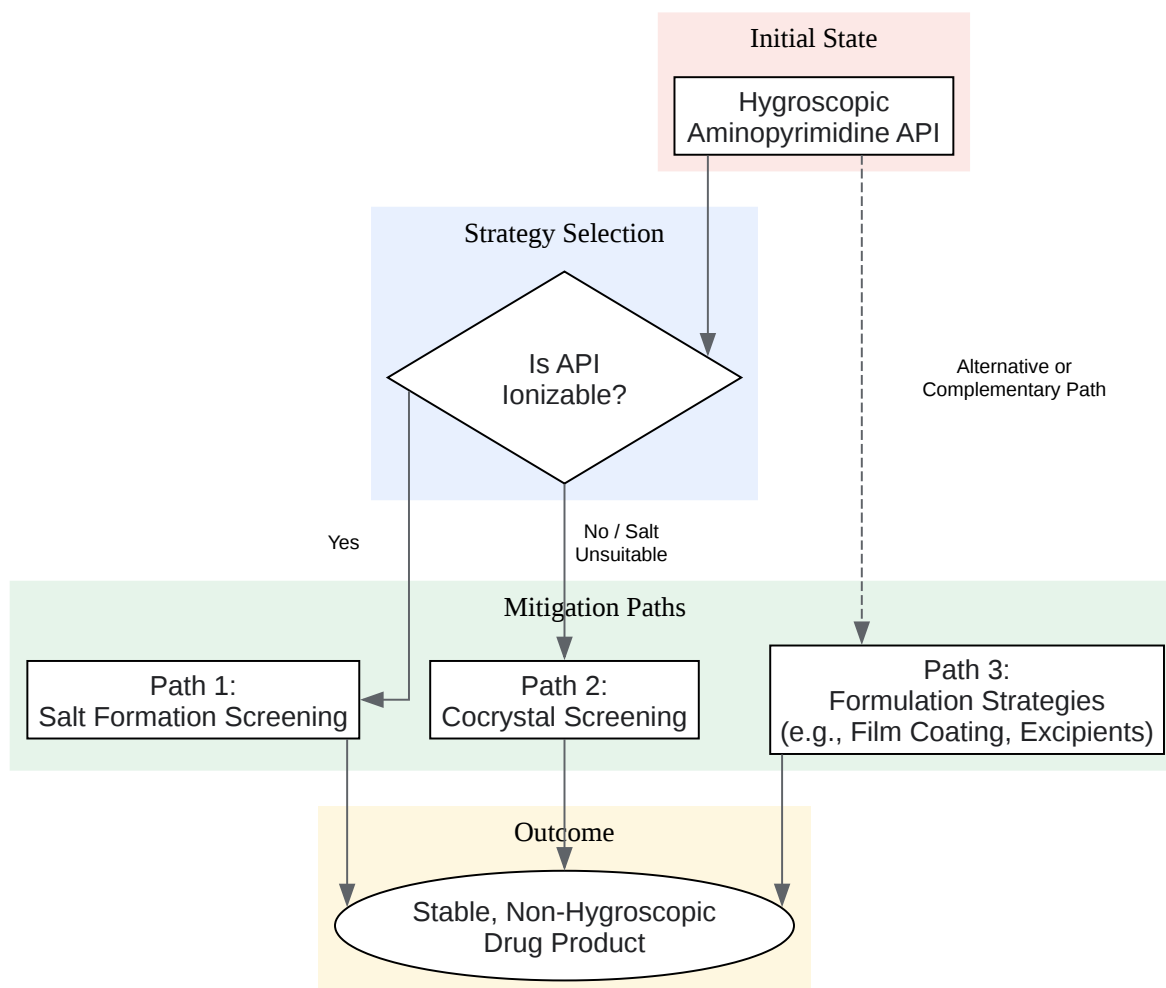 Initial State
Hygroscopic
Aminopyrimidine API
Strategy Selection
Is API
Ionizable?
Alternative or
Complementary Path
Yes
No / Salt
Unsuitable
Mitigation Paths
Path 1:
Salt Formation Screening
Path 2:
Cocrystal Screening
Path 3:
Formulation Strategies
(e.g., Film Coating, Excipients)
Outcome
Stable, Non-Hygroscopic
Drug Product